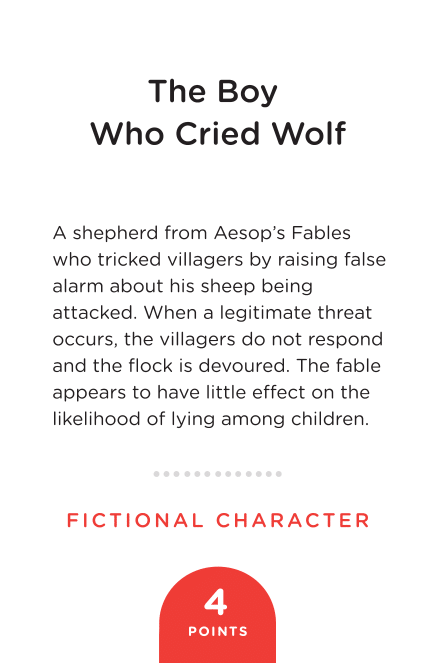 The Boy
Who Cried Wolf
A shepherd from Aesop’s Fables
who tricked villagers by raising false
alarm about his sheep being
attacked. When a legitimate threat
occurs, the villagers do not respond
and the flock is devoured. The fable
appears to have little effect on the
likelihood of lying among children.
FICTIONAL CHARACTER
4
POINTS